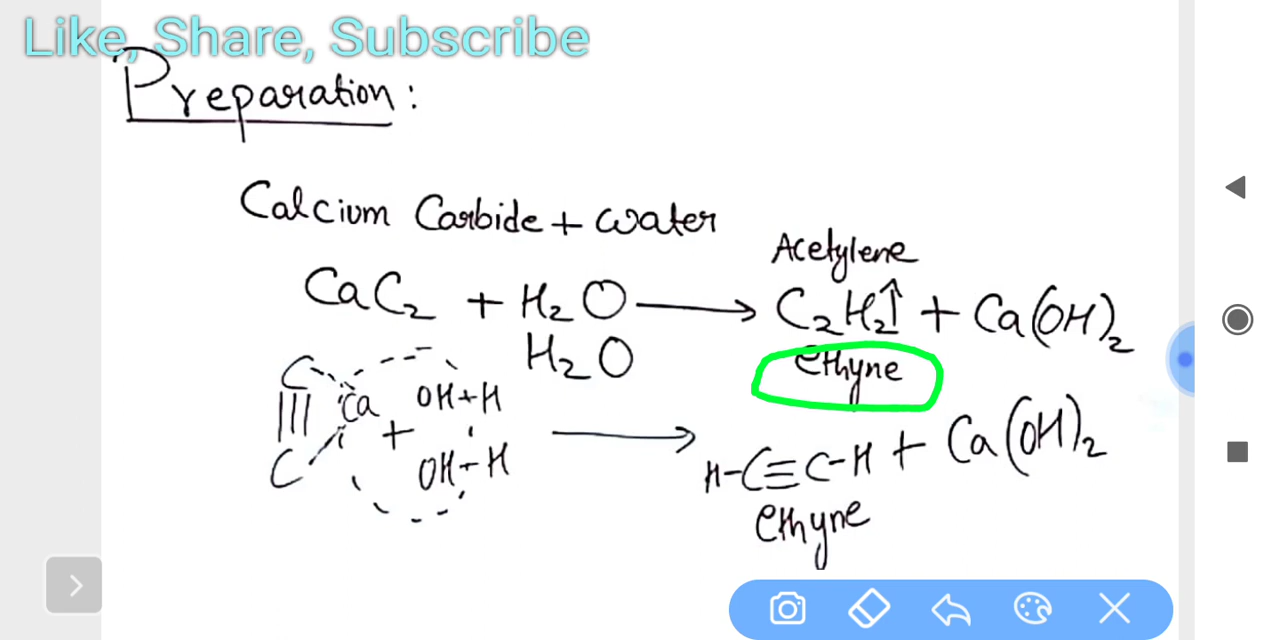 Like, Share, Subscribe
Preparation:
Calcium Carbide + water
Acetylene
CaC₂ + H₂O → C₂H₂↑ + Ca(OH)₂
H₂O
ethyne
C
||| Ca + OH + H
C OH - H
→ H-C≡C-H + Ca(OH)₂
ethyne